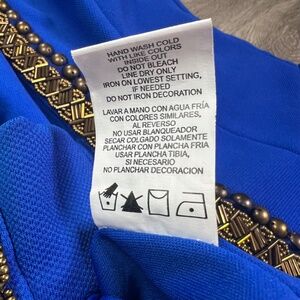 HAND WASH COLD
WITH LIKE COLORS
INSIDE OUT
DO NOT BLEACH
LINE DRY ONLY
IRON ON LOWEST SETTING,
IF NEEDED
DO NOT IRON DECORATION
LAVAR A MANO CON AGUA FRÍA
CON COLORES SIMILARES,
AL REVERSO
NO USAR BLANQUEADOR
SECAR COLGADO SOLAMENTE
PLANCHAR CON PLANCHA FRIA
USAR PLANCHA TIBIA,
SI NECESARIO
NO PLANCHAR DECORACION